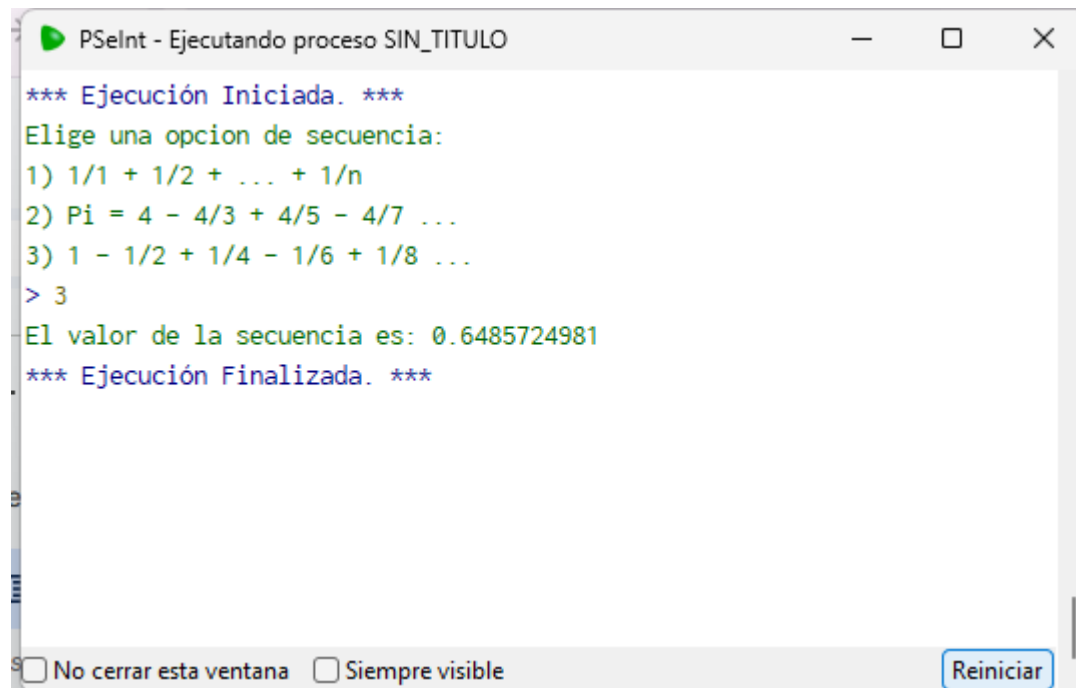 PSeInt - Ejecutando proceso SIN_TITULO
*** Ejecución Iniciada. ***
Elige una opcion de secuencia:
1) 1/1 + 1/2 + ... + 1/n
2) Pi = 4 - 4/3 + 4/5 - 4/7 ...
3) 1 - 1/2 + 1/4 - 1/6 + 1/8 ...
> 3
El valor de la secuencia es: 0.6485724981
*** Ejecución Finalizada. ***
No cerrar esta ventana Siempre visible Reiniciar